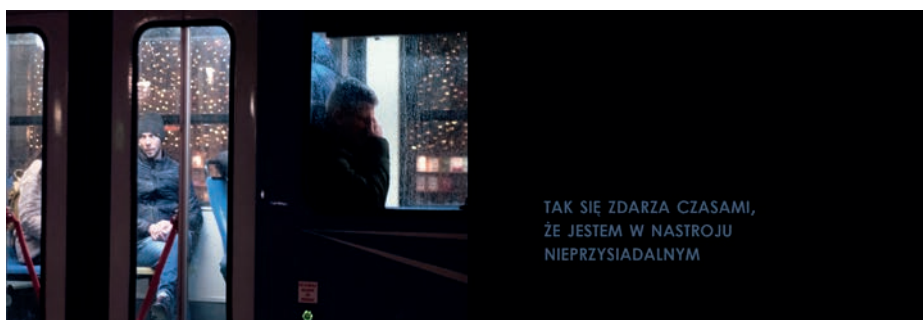 TAK SIĘ ZDARZA CZASAMI,
ŻE JESTEM W NASTROJU
NIEPRZYSIADALNYM